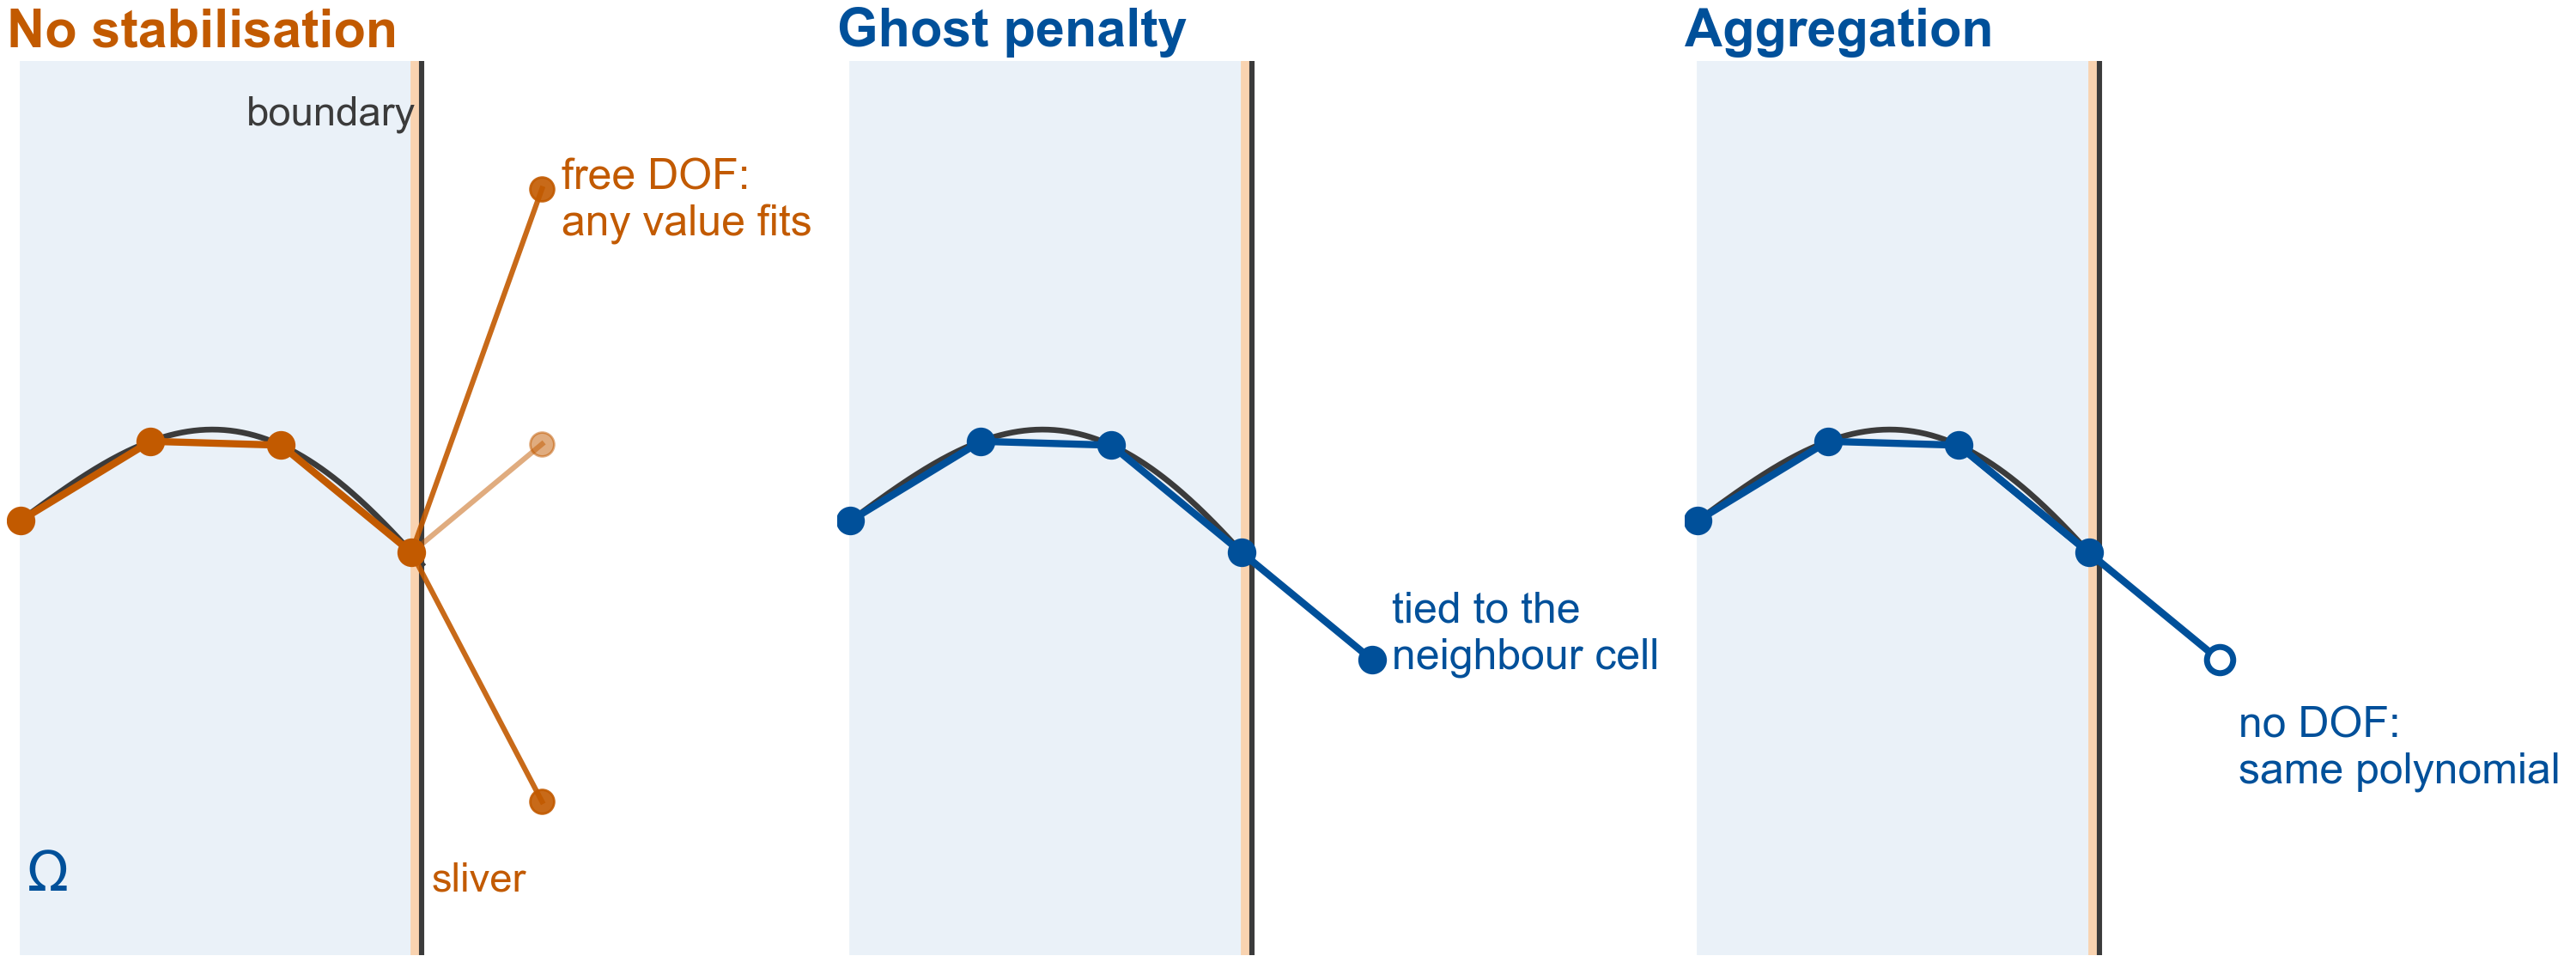 No stabilisation
boundary
free DOF:
any value fits
Ω
sliver
Ghost penalty
tied to the
neighbour cell
Aggregation
no DOF:
same polynomial